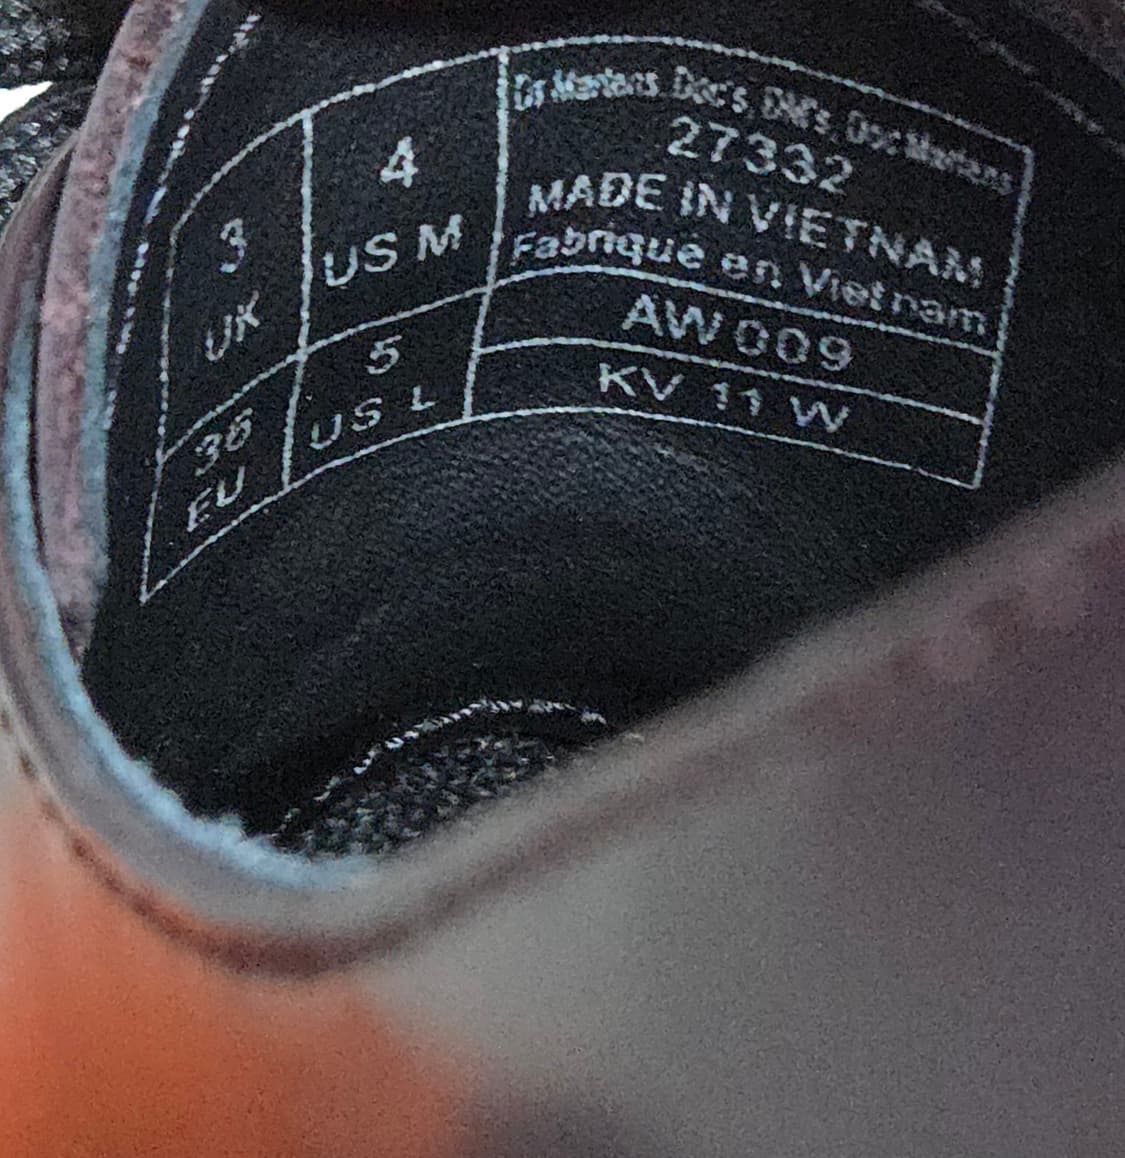 3
UK
4
US M
36
EU
5
US L
Dr. Martens. Doc's, DM's, Doc Martens
27332
MADE IN VIETNAM
Fabriqué en Vietnam
AW009
KV 11 W